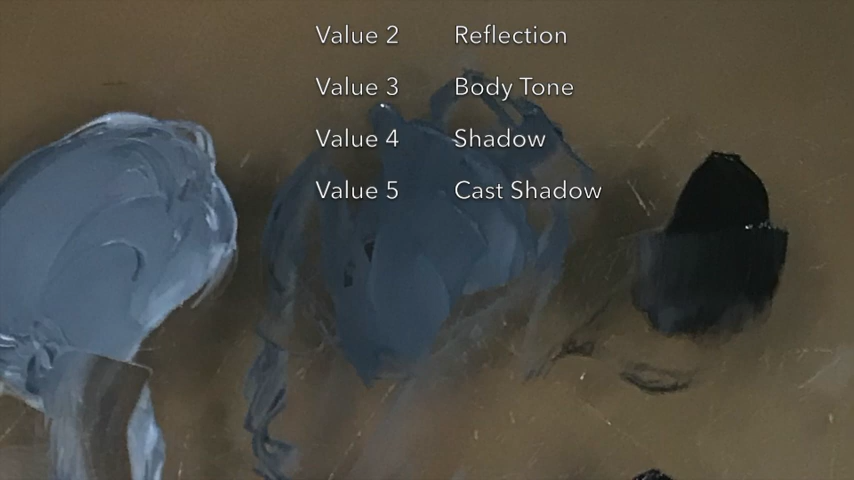 Value 2 Reflection
Value 3 Body Tone
Value 4 Shadow
Value 5 Cast Shadow